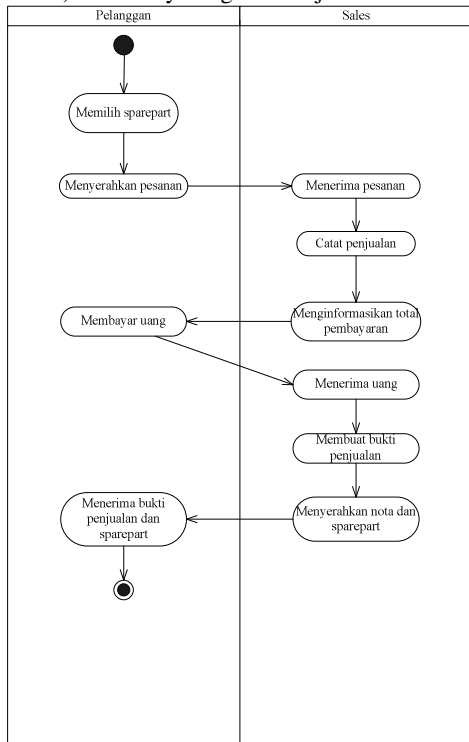 Pelanggan
Sales
Memilih sparepart
Menyerahkan pesanan
Menerima pesanan
Catat penjualan
Menginformasikan total
pembayaran
Membayar uang
Menerima uang
Membuat bukti
penjualan
Menyerahkan nota dan
sparepart
Menerima bukti
penjualan dan
sparepart